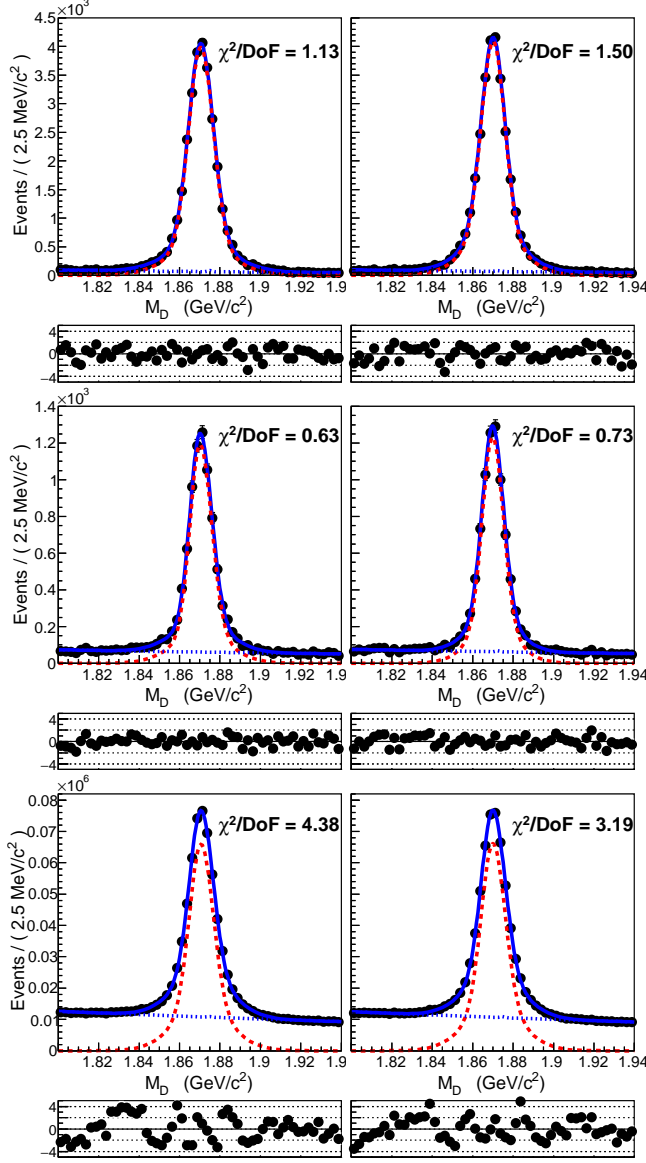 ×10³
χ²/DoF = 1.13
χ²/DoF = 1.50
Events / ( 2.5 MeV/c² )
4.5
4
3.5
3
2.5
2
1.5
1
0.5
0
1.82 1.84 1.86 1.88 1.9 1.92 1.9
1.82 1.84 1.86 1.88 1.9 1.92 1.94
M_D (GeV/c²)
M_D (GeV/c²)
4
2
0
−2
−4
×10³
χ²/DoF = 0.63
χ²/DoF = 0.73
Events / ( 2.5 MeV/c² )
1.4
1.2
1
0.8
0.6
0.4
0.2
0
1.82 1.84 1.86 1.88 1.9 1.92 1.9
1.82 1.84 1.86 1.88 1.9 1.92 1.94
M_D (GeV/c²)
M_D (GeV/c²)
4
2
0
−2
−4
×10⁶
χ²/DoF = 4.38
χ²/DoF = 3.19
Events / ( 2.5 MeV/c² )
0.08
0.07
0.06
0.05
0.04
0.03
0.02
0.01
0
1.82 1.84 1.86 1.88 1.9 1.92 1.9
1.82 1.84 1.86 1.88 1.9 1.92 1.94
M_D (GeV/c²)
M_D (GeV/c²)
4
2
0
−2
−4